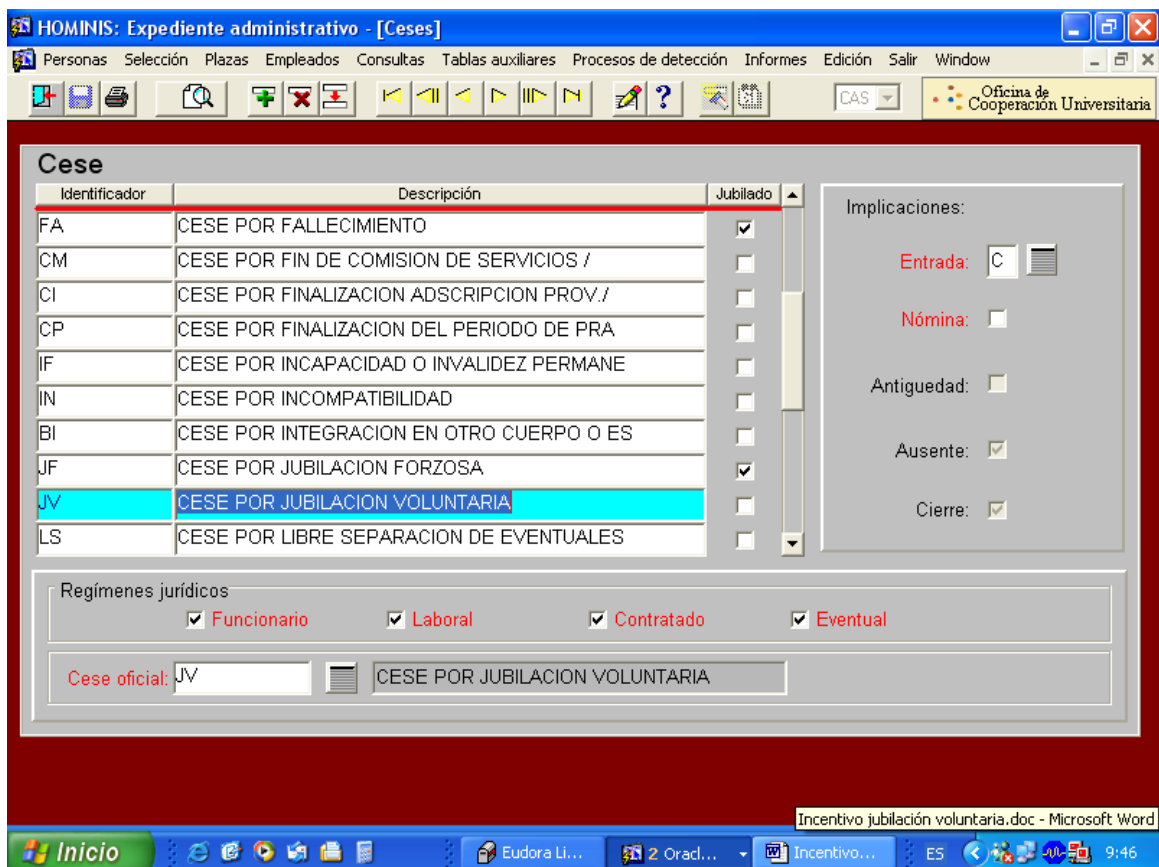 HOMINIS: Expediente administrativo - [Ceses]
Personas Selección Plazas Empleados Consultas Tablas auxiliares Procesos de detección Informes Edición Salir Window
CAS
Oficina de
Cooperación Universitaria
Cese
Identificador Descripción Jubilado
FA CESE POR FALLECIMIENTO
CM CESE POR FIN DE COMISION DE SERVICIOS /
CI CESE POR FINALIZACION ADSCRIPCION PROV./
CP CESE POR FINALIZACION DEL PERIODO DE PRA
IF CESE POR INCAPACIDAD O INVALIDEZ PERMANE
IN CESE POR INCOMPATIBILIDAD
BI CESE POR INTEGRACION EN OTRO CUERPO O ES
JF CESE POR JUBILACION FORZOSA
JV CESE POR JUBILACION VOLUNTARIA
LS CESE POR LIBRE SEPARACION DE EVENTUALES
Implicaciones:
Entrada: C
Nómina:
Antiguedad:
Ausente:
Cierre:
Regímenes jurídicos
Funcionario Laboral Contratado Eventual
Cese oficial: JV CESE POR JUBILACION VOLUNTARIA
Incentivo jubilación voluntaria.doc - Microsoft Word
Inicio Eudora Li... 2 Oracl... Incentivo... ES 9:46